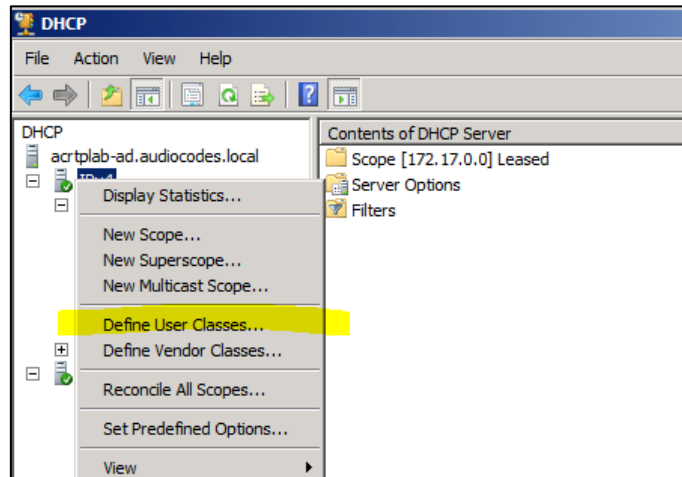 DHCP
File Action View Help
DHCP
acrtplab-ad.audiocodes.local
IPv4
Display Statistics...
New Scope...
New Superscope...
New Multicast Scope...
Define User Classes...
Define Vendor Classes...
Reconcile All Scopes...
Set Predefined Options...
View
Contents of DHCP Server
Scope [172.17.0.0] Leased
Server Options
Filters